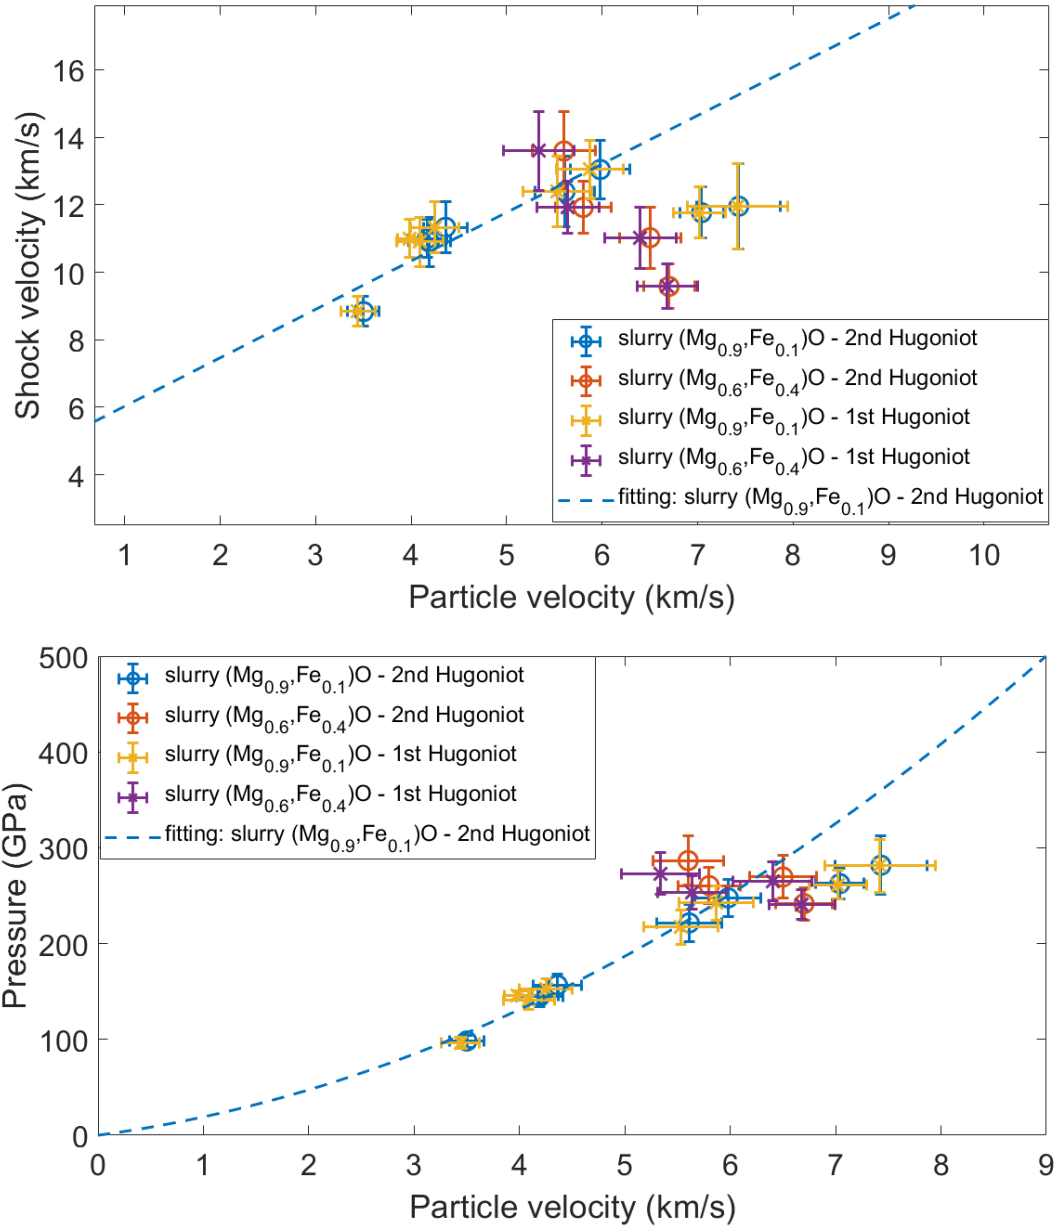 Shock velocity (km/s)
16
14
12
10
8
6
4
slurry (Mg0.9,Fe0.1)O - 2nd Hugoniot
slurry (Mg0.6,Fe0.4)O - 2nd Hugoniot
slurry (Mg0.9,Fe0.1)O - 1st Hugoniot
slurry (Mg0.6,Fe0.4)O - 1st Hugoniot
fitting: slurry (Mg0.9,Fe0.1)O - 2nd Hugoniot
1 2 3 4 5 6 7 8 9 10
Particle velocity (km/s)
Pressure (GPa)
500
400
300
200
100
0
slurry (Mg0.9,Fe0.1)O - 2nd Hugoniot
slurry (Mg0.6,Fe0.4)O - 2nd Hugoniot
slurry (Mg0.9,Fe0.1)O - 1st Hugoniot
slurry (Mg0.6,Fe0.4)O - 1st Hugoniot
fitting: slurry (Mg0.9,Fe0.1)O - 2nd Hugoniot
0 1 2 3 4 5 6 7 8 9
Particle velocity (km/s)